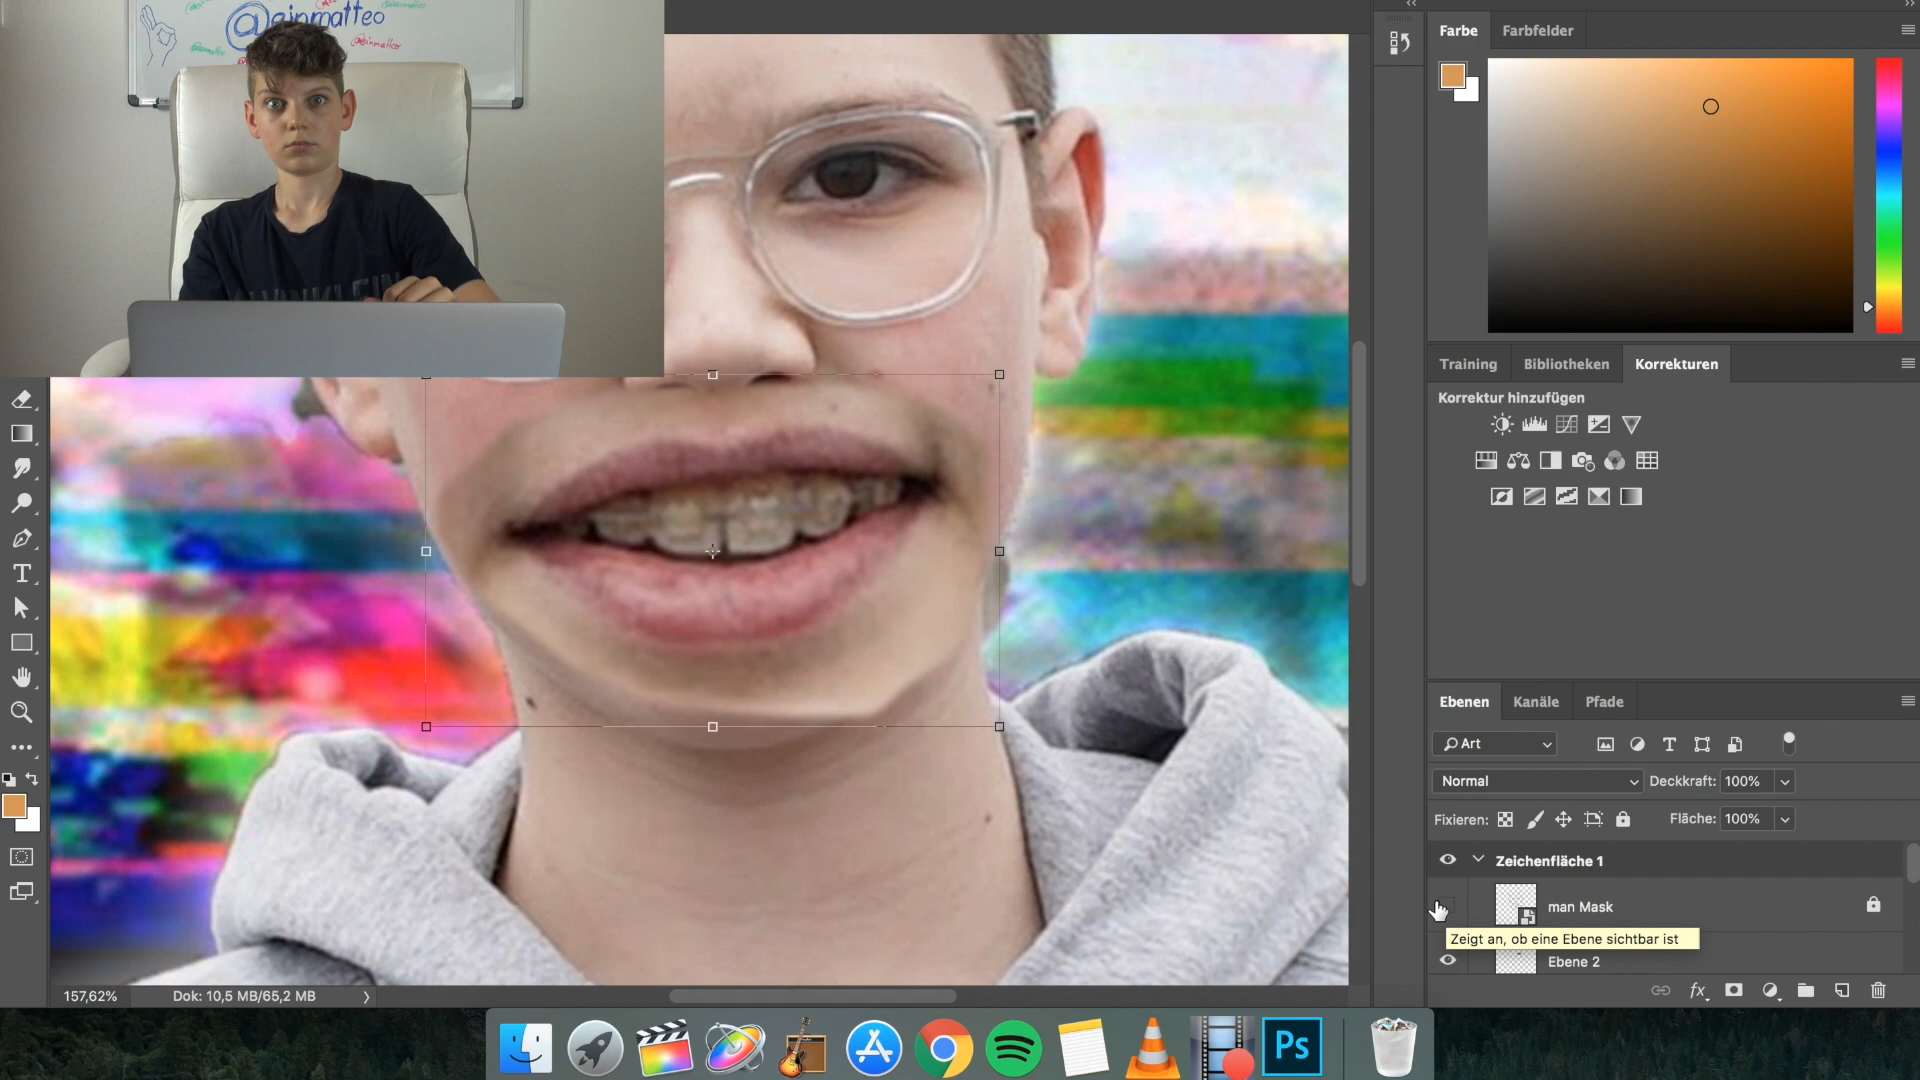 @einmatteo
@einmatteo
Farbe Farbfelder
Training Bibliotheken Korrekturen
Korrektur hinzufügen
Ebenen Kanäle Pfade
Art
Normal Deckkraft: 100%
Fixieren: Fläche: 100%
Zeichenfläche 1
man Mask
Zeigt an, ob eine Ebene sichtbar ist
Ebene 2
fx
157,62% Dok: 10,5 MB/65,2 MB
Ps